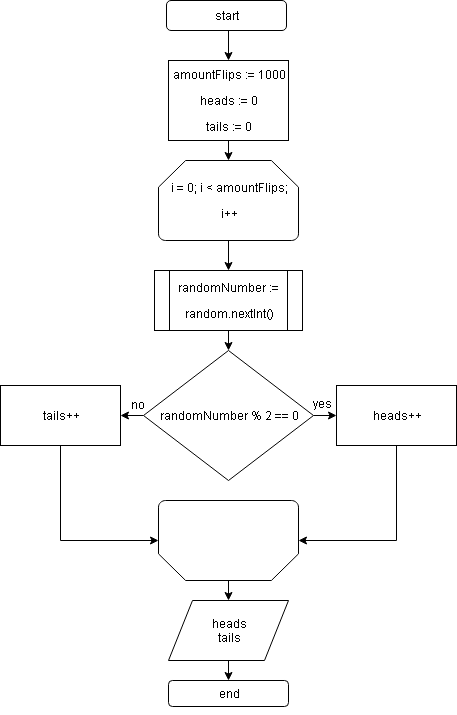 start
amountFlips := 1000
heads := 0
tails := 0
i = 0; i < amountFlips;
i++
randomNumber :=
random.nextInt()
randomNumber % 2 == 0
no
yes
tails++
heads++
heads
tails
end